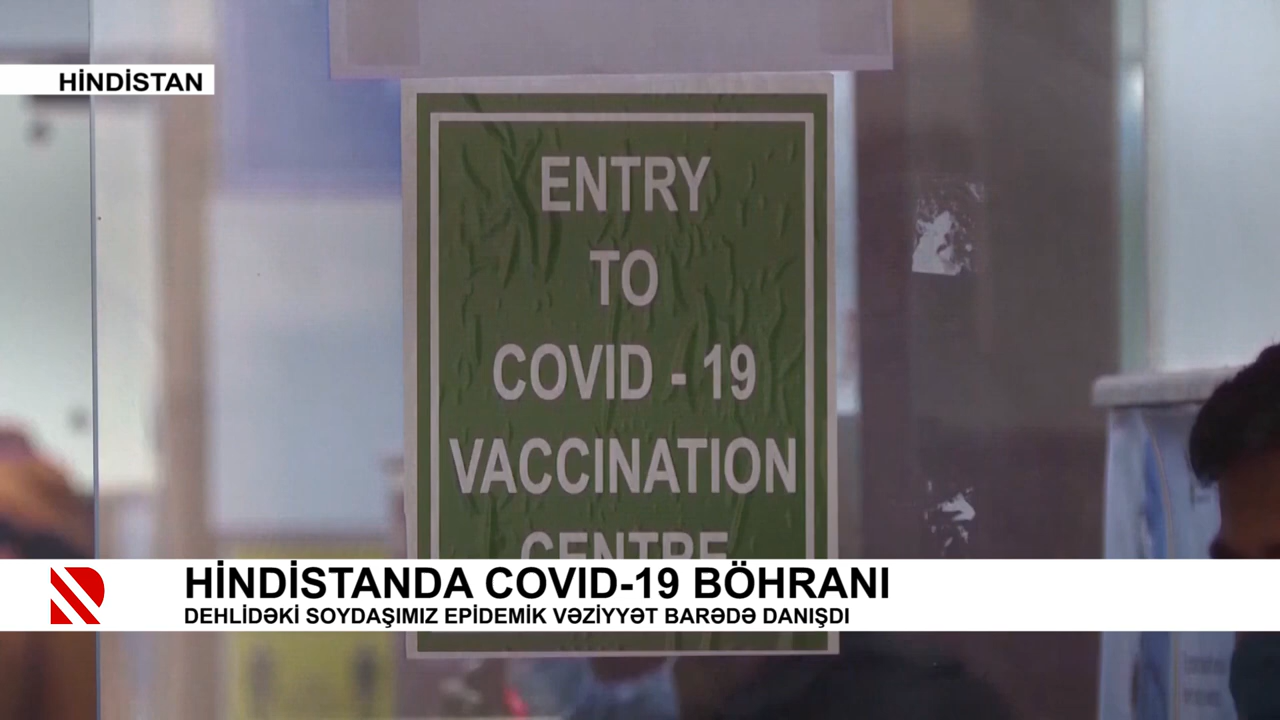 HİNDİSTAN
ENTRY
TO
COVID - 19
VACCINATION
CENTRE
HİNDİSTANDA COVID-19 BÖHRANI
DEHLİDƏKİ SOYDAŞIMIZ EPİDEMİK VƏZİYYƏT BARƏDƏ DANIŞDI